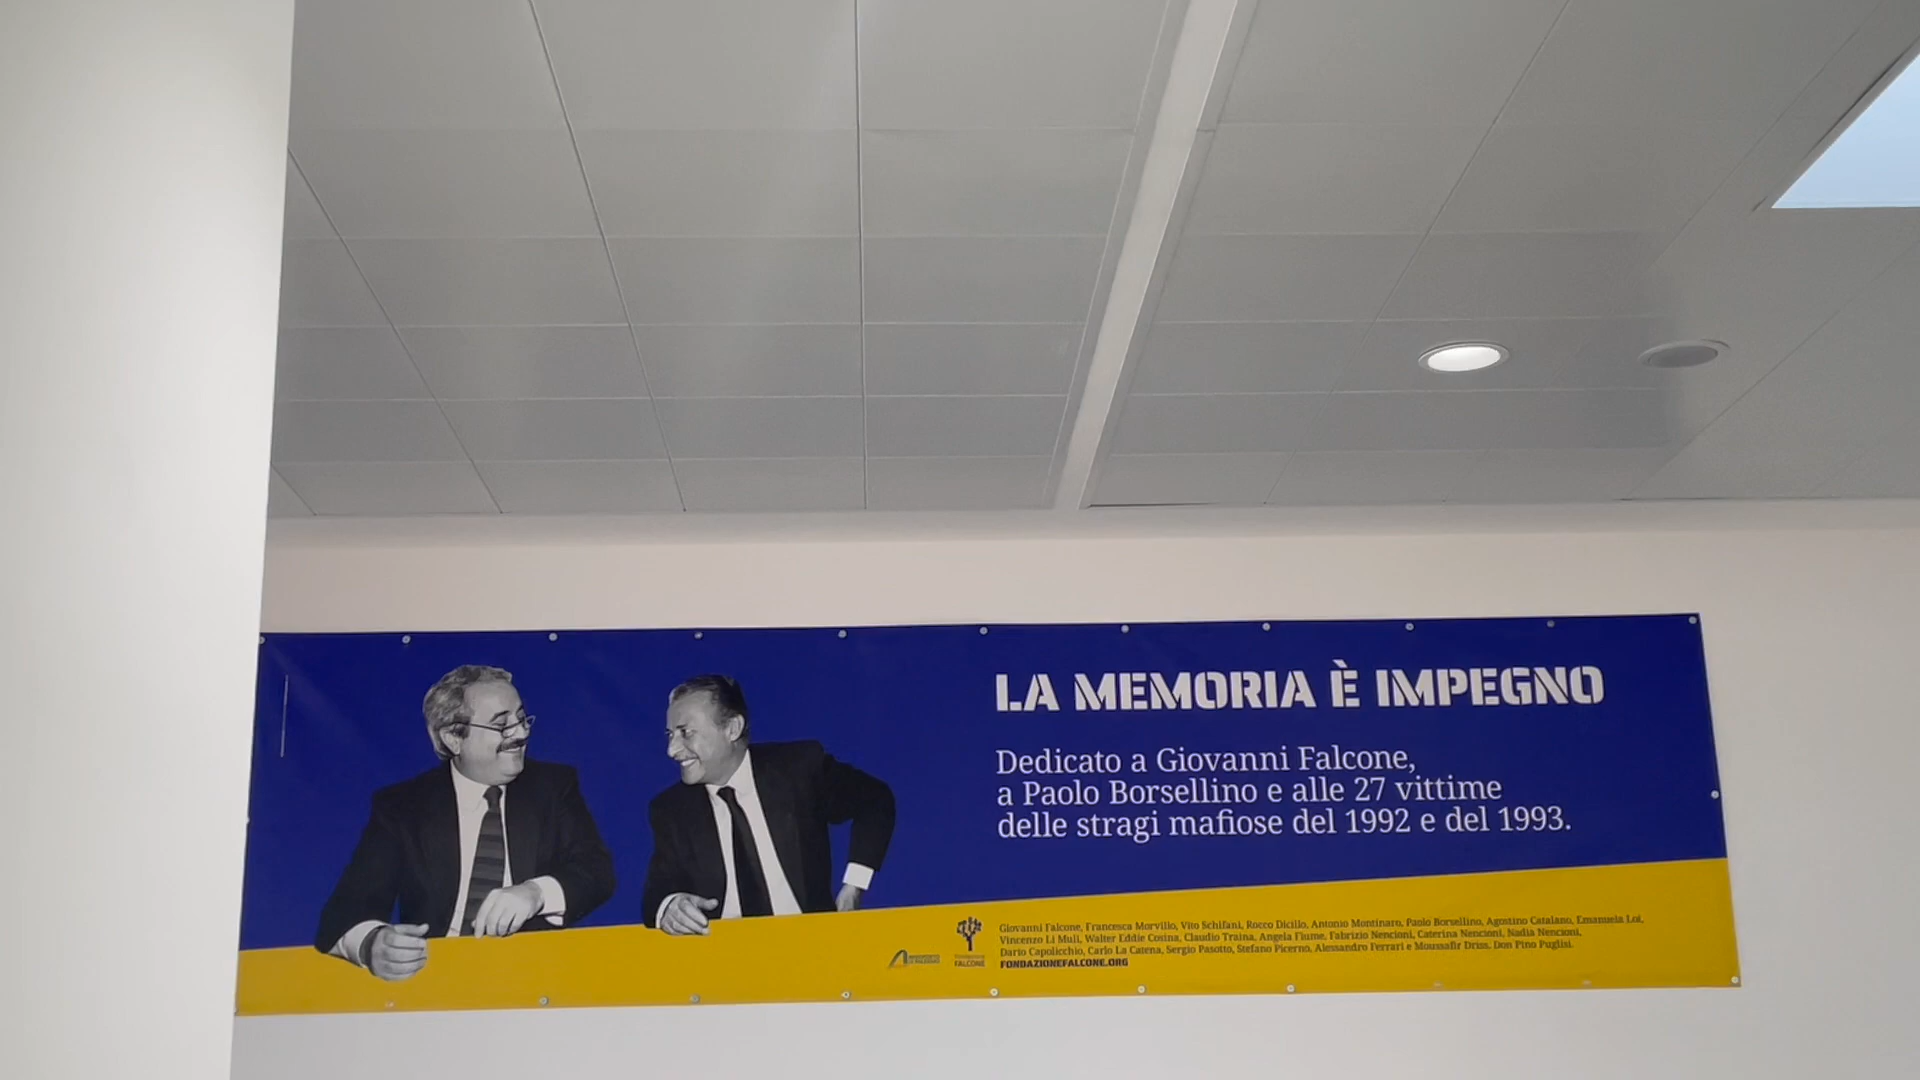 LA MEMORIA È IMPEGNO
Dedicato a Giovanni Falcone,
a Paolo Borsellino e alle 27 vittime
delle stragi mafiose del 1992 e del 1993.
Giovanni Falcone, Francesca Morvillo, Vito Schifani, Rocco Dicillo, Antonio Montinaro, Paolo Borsellino, Agostino Catalano, Emanuela Loi,
Vincenzo Li Muli, Walter Eddie Cosina, Claudio Traina, Angela Fiume, Fabrizio Nencioni, Caterina Nencioni, Nadia Nencioni,
Dario Capolicchio, Carlo La Catena, Sergio Pasotto, Stefano Picerno, Alessandro Ferrari e Moussafir Driss. Don Pino Puglisi.
FONDAZIONEFALCONE.ORG
FALCONE